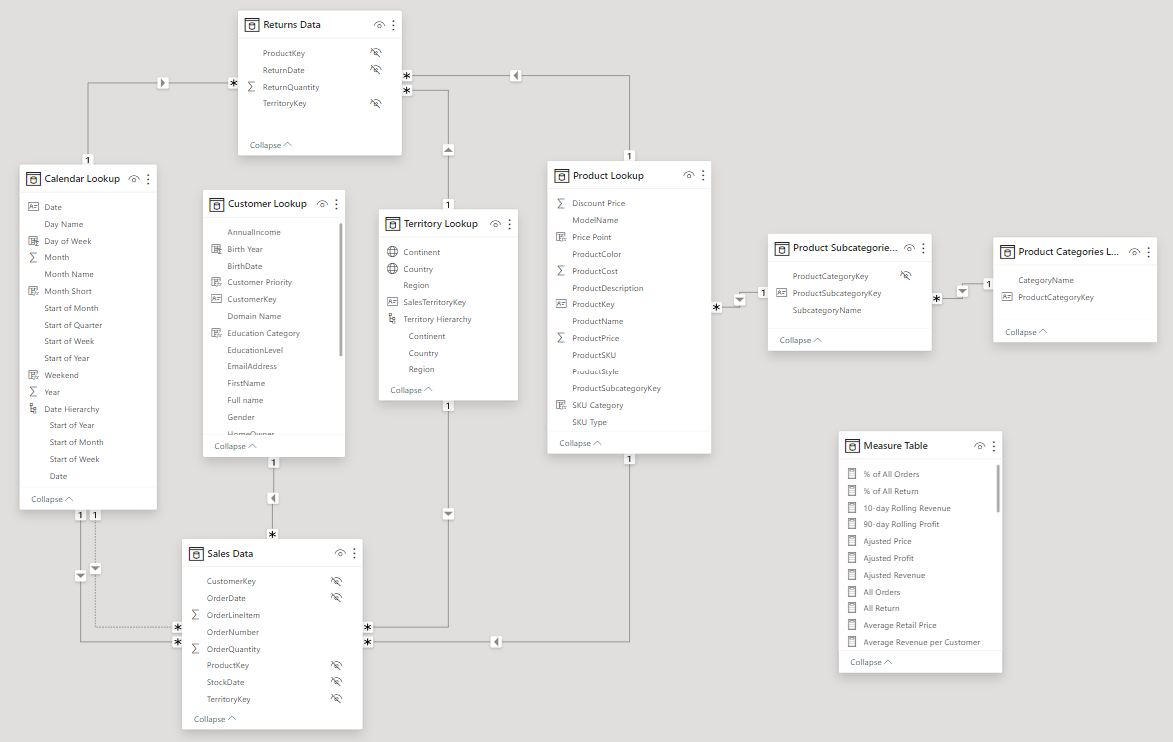 Returns Data
ProductKey
ReturnDate
ReturnQuantity
TerritoryKey
Collapse
1
1
1
Calendar Lookup
Date
Day Name
Day of Week
Month
Month Name
Month Short
Start of Month
Start of Quarter
Start of Week
Start of Year
Weekend
Year
Date Hierarchy
Start of Year
Start of Month
Start of Week
Date
Collapse
1
1
Customer Lookup
AnnualIncome
Birth Year
BirthDate
Customer Priority
CustomerKey
Domain Name
Education Category
EducationLevel
EmailAddress
FirstName
Full name
Gender
HomeOwner
Collapse
1
Territory Lookup
Continent
Country
Region
SalesTerritoryKey
Territory Hierarchy
Continent
Country
Region
Collapse
1
Product Lookup
Discount Price
ModelName
Price Point
ProductColor
ProductCost
ProductDescription
ProductKey
ProductName
ProductPrice
ProductSKU
ProductStyle
ProductSubcategoryKey
SKU Category
SKU Type
Collapse
1
1
Product Subcategorie...
ProductCategoryKey
ProductSubcategoryKey
SubcategoryName
Collapse
1
Product Categories L...
CategoryName
ProductCategoryKey
Collapse
Sales Data
CustomerKey
OrderDate
OrderLineItem
OrderNumber
OrderQuantity
ProductKey
StockDate
TerritoryKey
Collapse
Measure Table
% of All Orders
% of All Return
10-day Rolling Revenue
90-day Rolling Profit
Ajusted Price
Ajusted Profit
Ajusted Revenue
All Orders
All Return
Average Retail Price
Average Revenue per Customer
Collapse